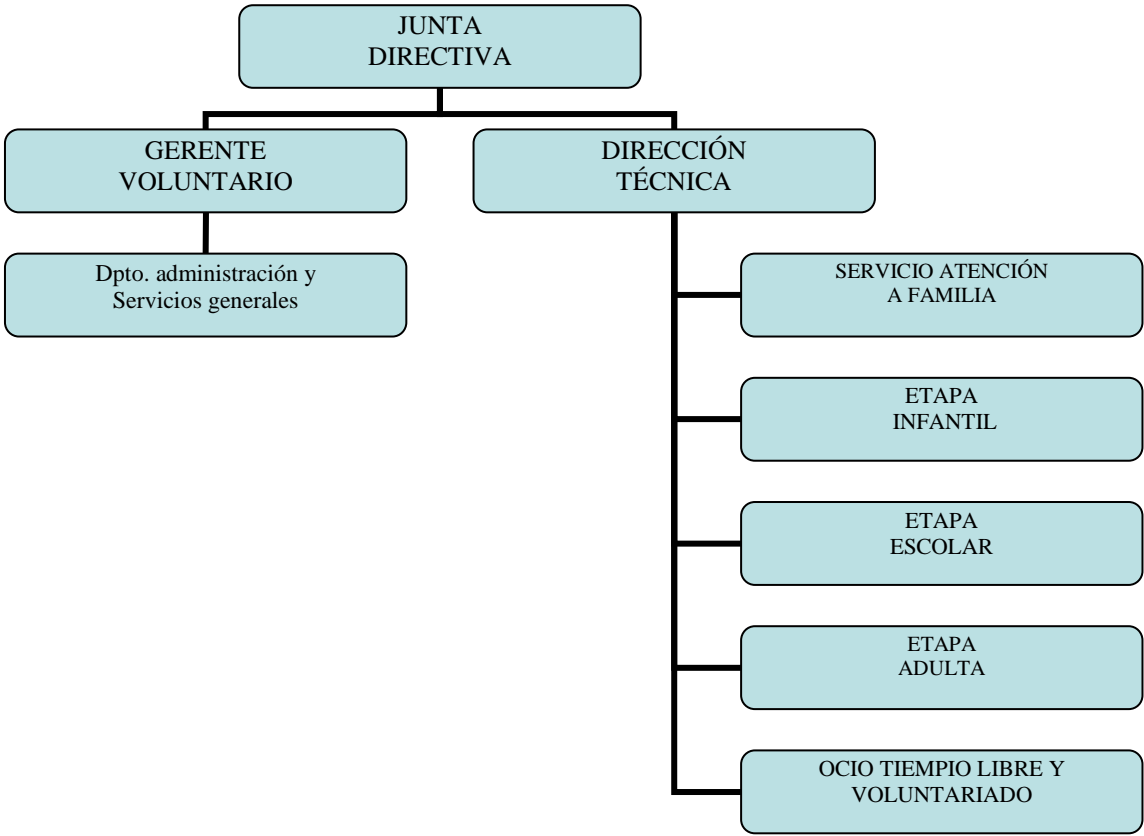 JUNTA
DIRECTIVA
GERENTE
VOLUNTARIO
DIRECCIÓN
TÉCNICA
Dpto. administración y
Servicios generales
SERVICIO ATENCIÓN
A FAMILIA
ETAPA
INFANTIL
ETAPA
ESCOLAR
ETAPA
ADULTA
OCIO TIEMPIO LIBRE Y
VOLUNTARIADO